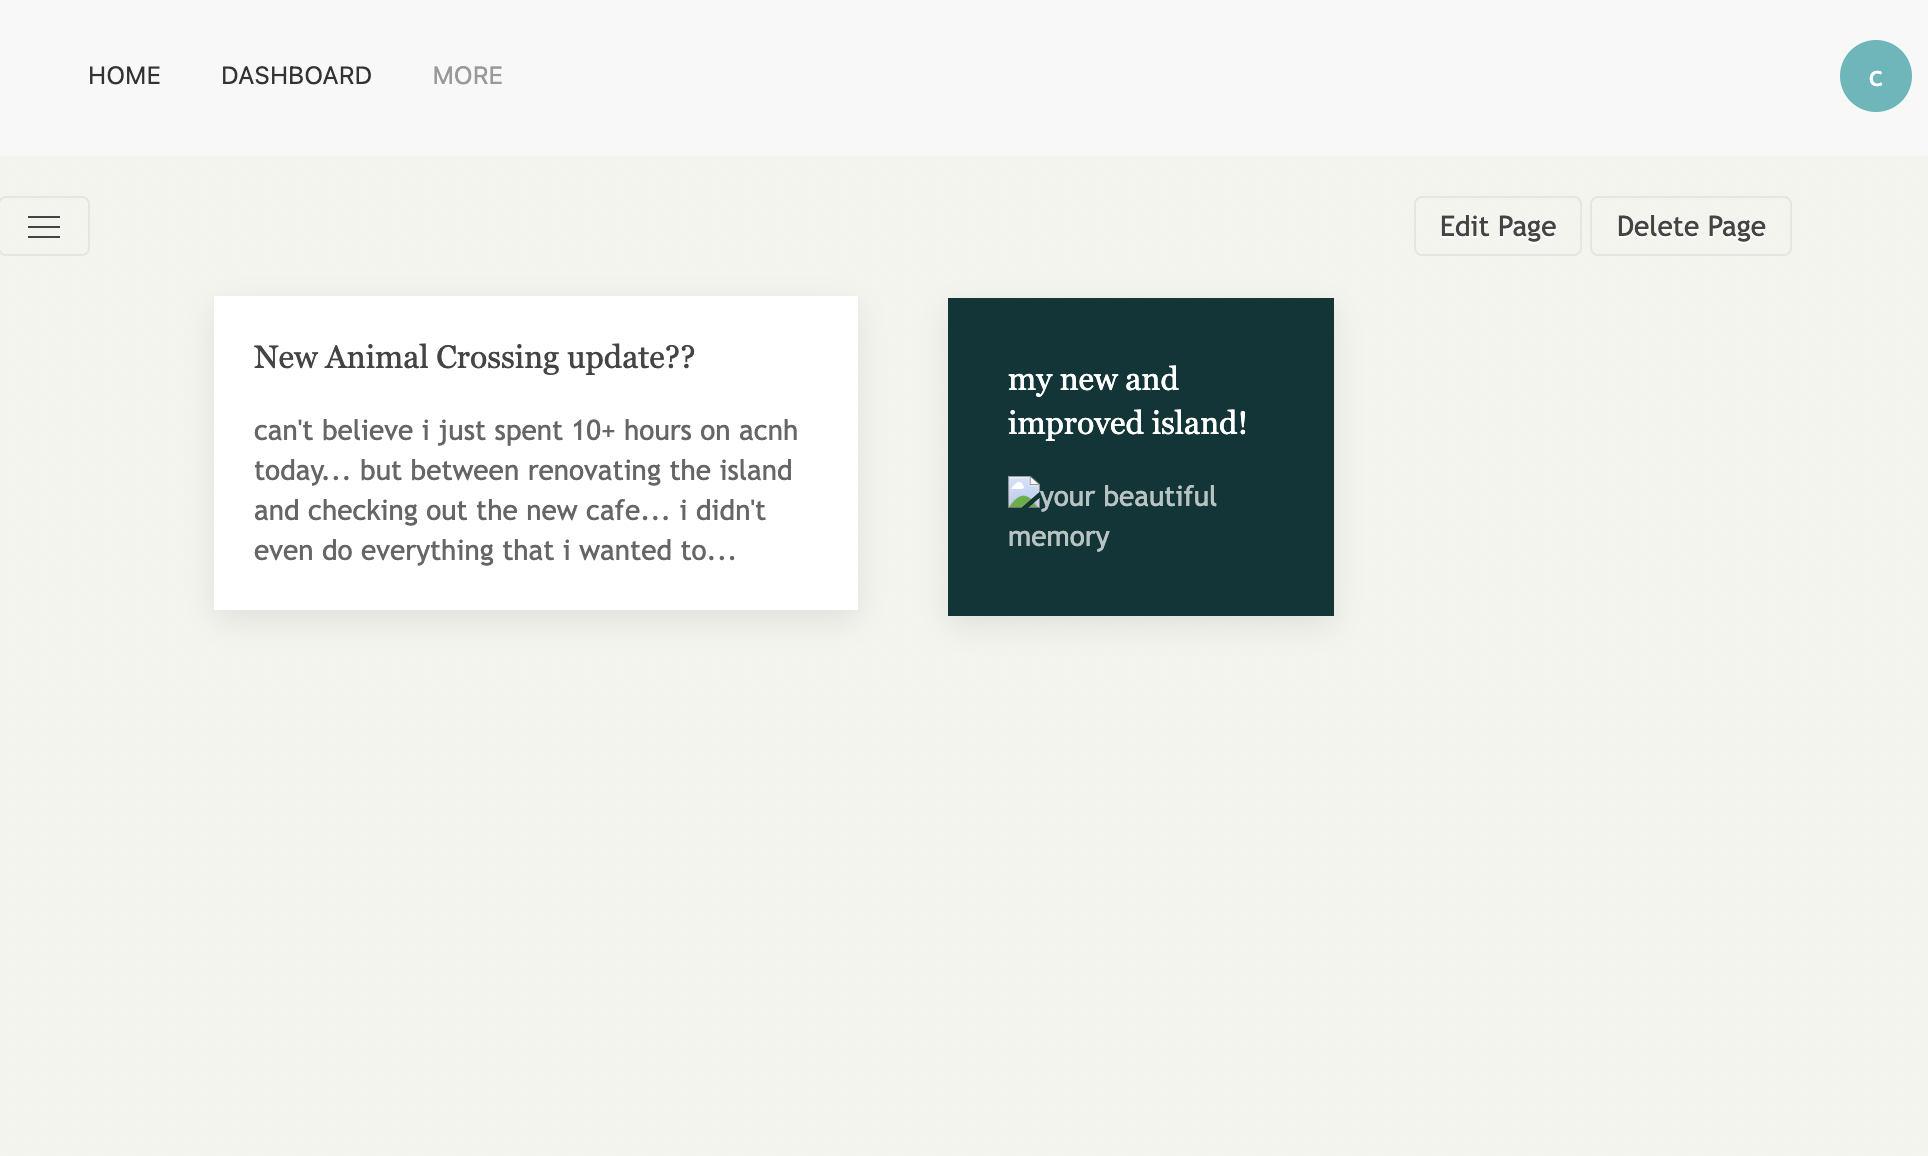 HOME DASHBOARD MORE
c
Edit Page Delete Page
New Animal Crossing update??
can't believe i just spent 10+ hours on acnh
today... but between renovating the island
and checking out the new cafe... i didn't
even do everything that i wanted to...
my new and
improved island!
your beautiful
memory